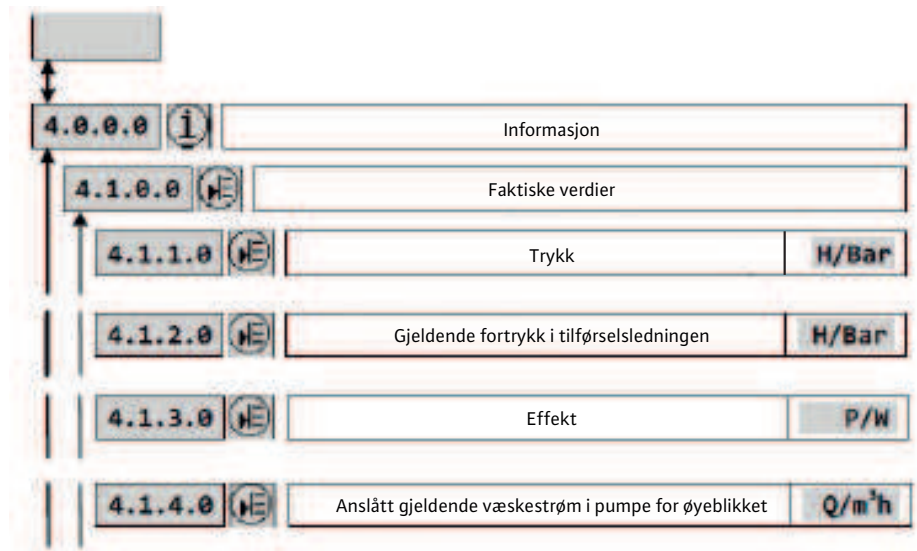 4.0.0.0 i Informasjon
4.1.0.0 Faktiske verdier
4.1.1.0 Trykk H/Bar
4.1.2.0 Gjeldende fortrykk i tilførselsledningen H/Bar
4.1.3.0 Effekt P/W
4.1.4.0 Anslått gjeldende væskestrøm i pumpe for øyeblikket Q/m³h